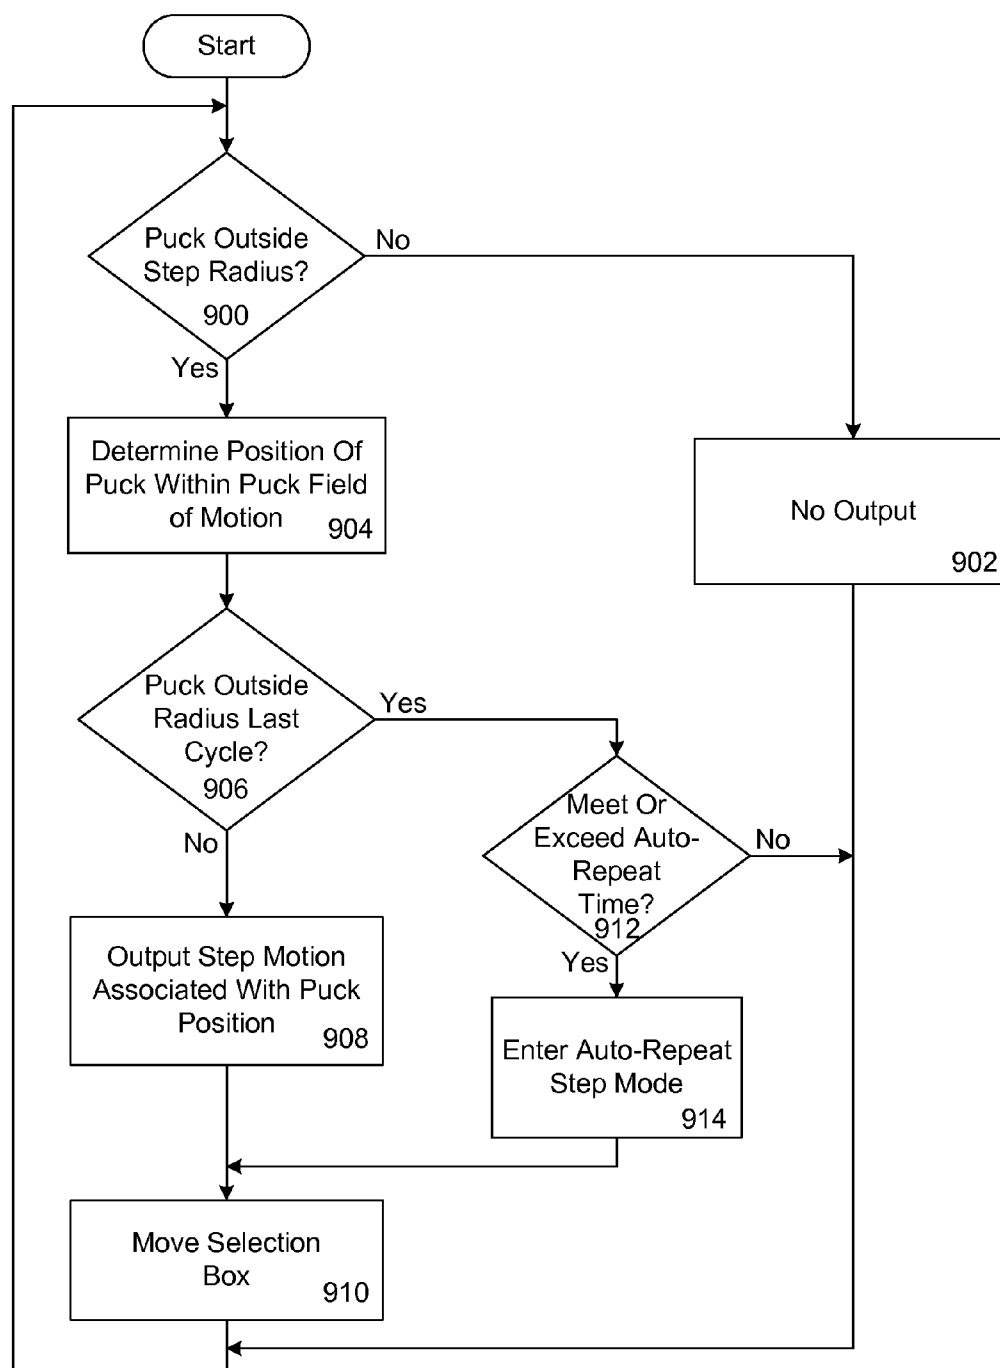 Start
Puck Outside
Step Radius?
900
No
Yes
Determine Position Of
Puck Within Puck Field
of Motion
904
No Output
902
Puck Outside
Radius Last
Cycle?
906
Yes
No
Meet Or
Exceed Auto-
Repeat
Time?
912
No
Yes
Output Step Motion
Associated With Puck
Position
908
Enter Auto-Repeat
Step Mode
914
Move Selection
Box
910